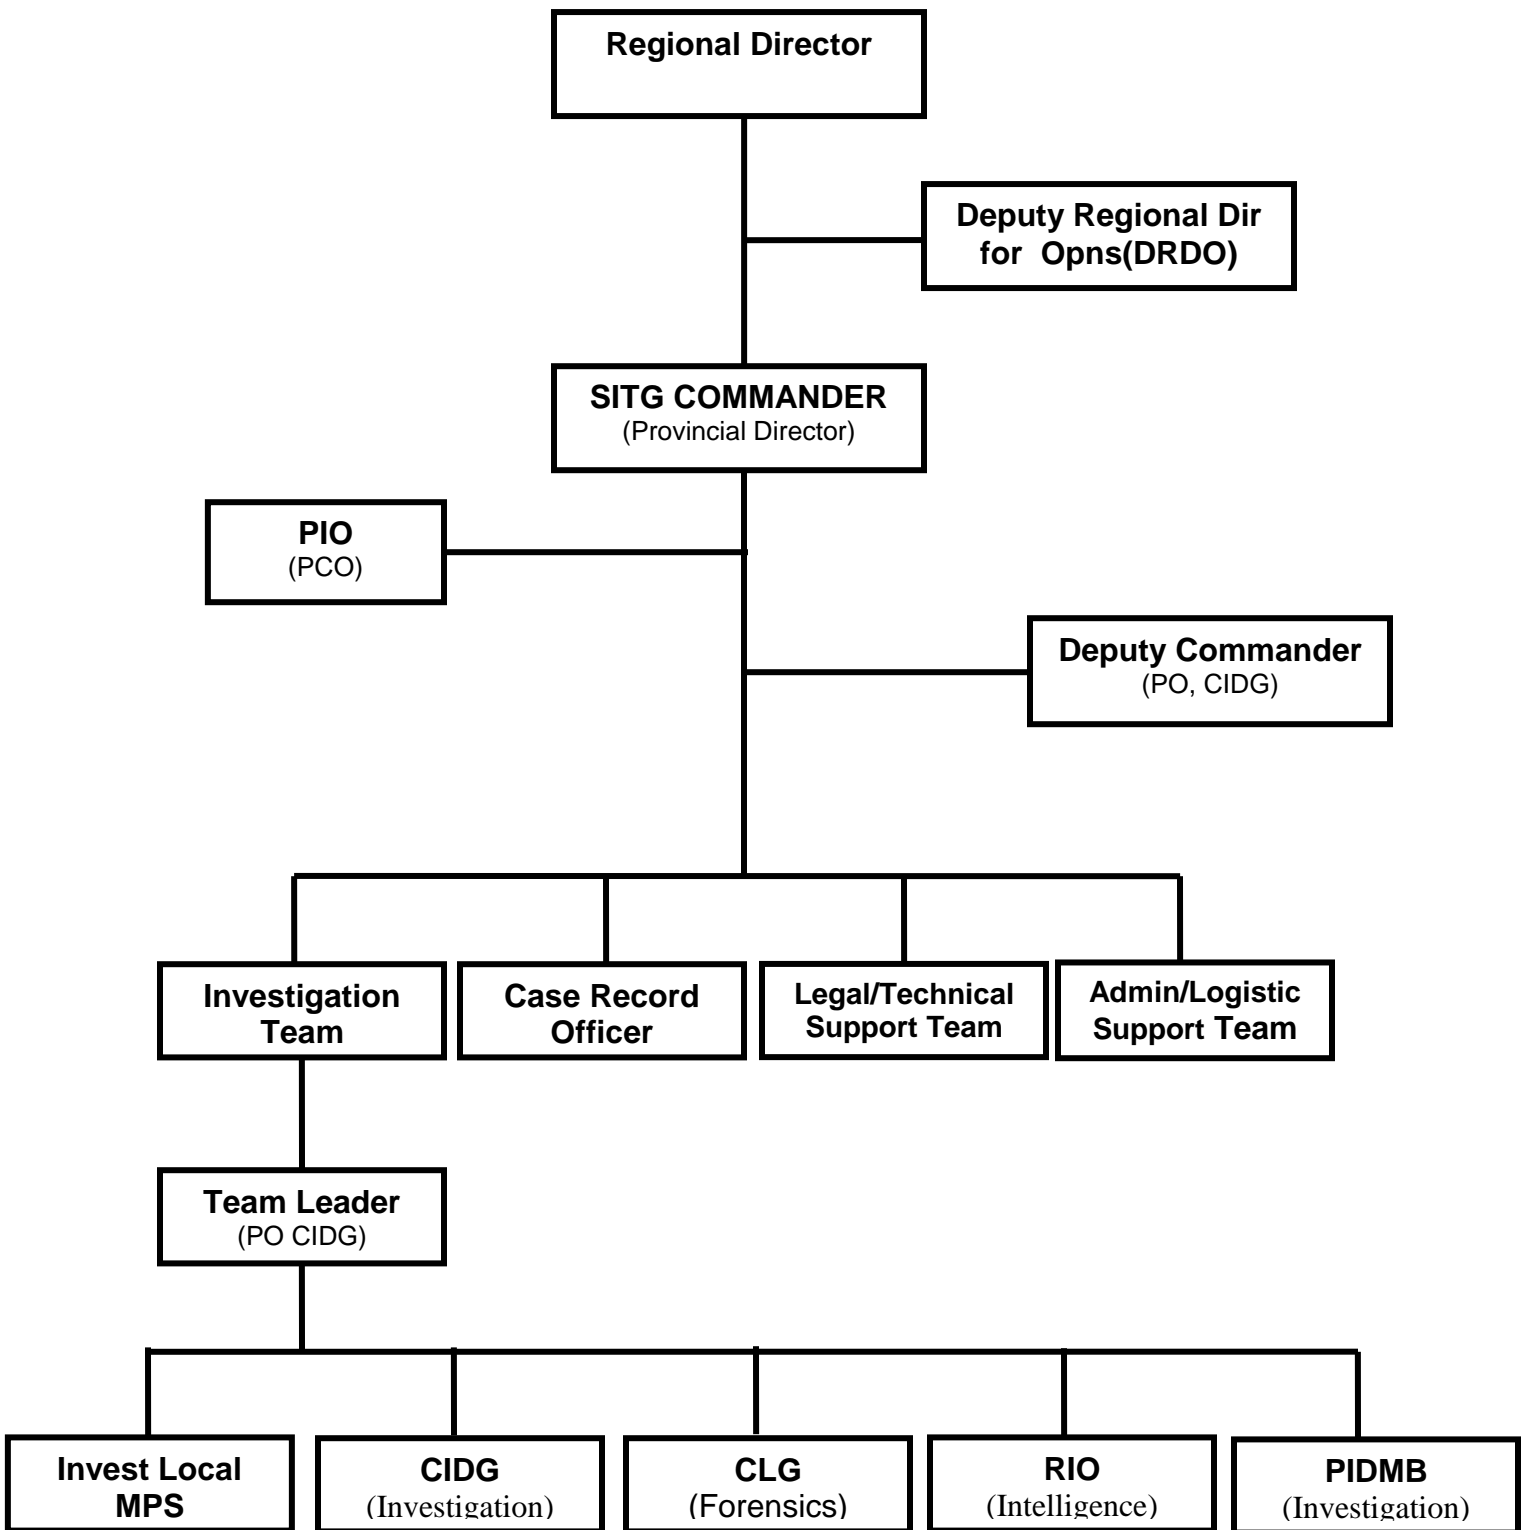 Regional Director
Deputy Regional Dir
for Opns(DRDO)
SITG COMMANDER
(Provincial Director)
PIO
(PCO)
Deputy Commander
(PO, CIDG)
Investigation
Team
Case Record
Officer
Legal/Technical
Support Team
Admin/Logistic
Support Team
Team Leader
(PO CIDG)
Invest Local
MPS
CIDG
(Investigation)
CLG
(Forensics)
RIO
(Intelligence)
PIDMB
(Investigation)